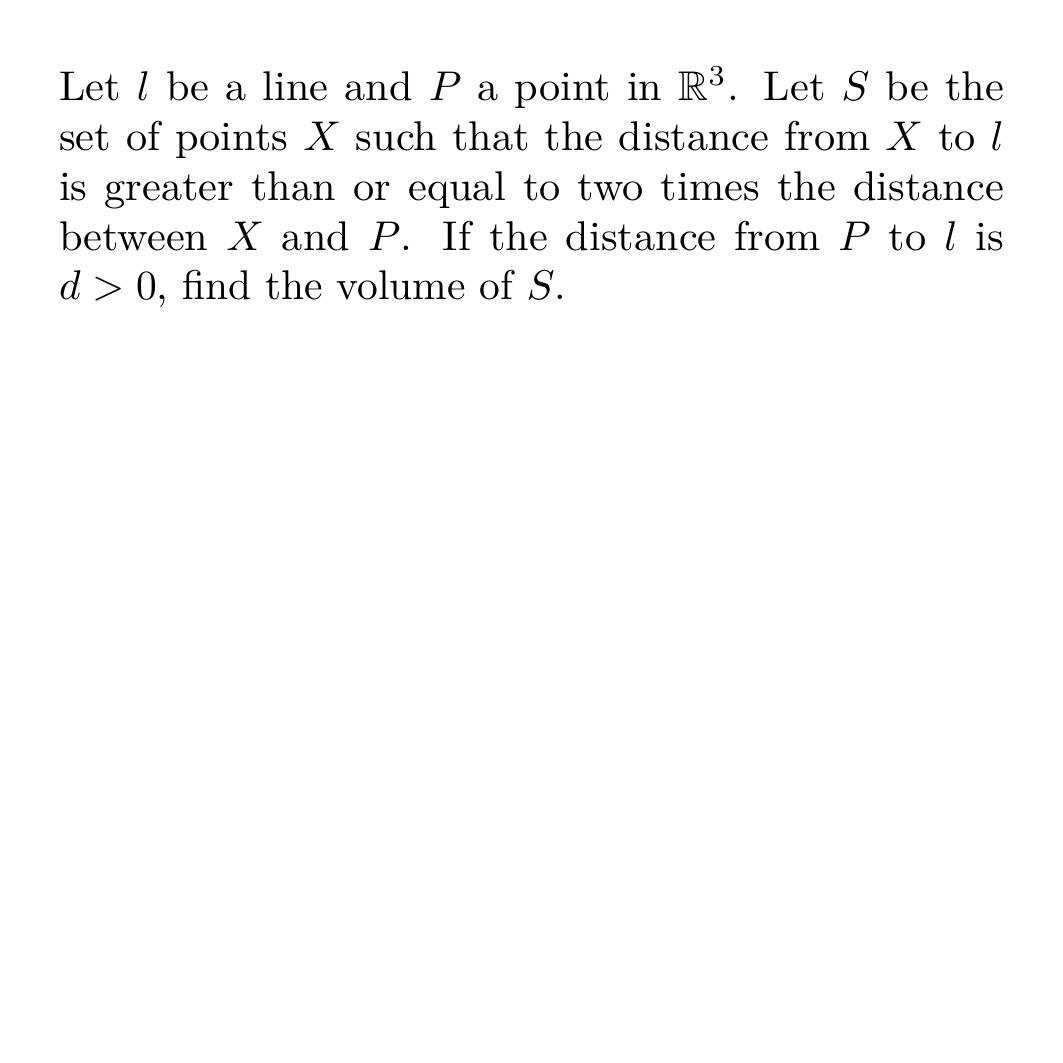 Let l be a line and P a point in ℝ³. Let S be the
set of points X such that the distance from X to l
is greater than or equal to two times the distance
between X and P. If the distance from P to l is
d > 0, find the volume of S.